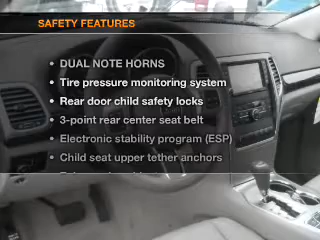 SAFETY FEATURES
• DUAL NOTE HORNS
• Tire pressure monitoring system
• Rear door child safety locks
• 3-point rear center seat belt
• Electronic stability program (ESP)
• Child seat upper tether anchors